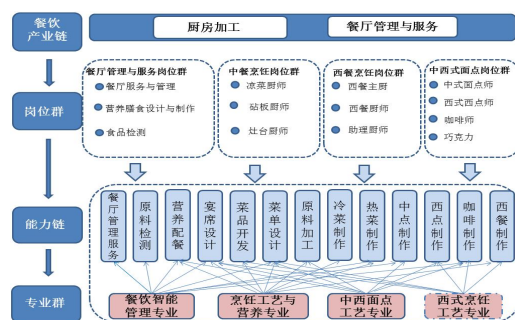 餐饮
产业链
厨房加工
餐厅管理与服务
岗位群
餐厅管理与服务岗位群
餐厅服务与管理
营养膳食设计与制作
食品检测
中餐烹饪岗位群
凉菜厨师
砧板厨师
灶台厨师
西餐烹饪岗位群
西餐主厨
西餐厨师
助理厨师
中西式面点岗位群
中式面点师
西式西点师
咖啡师
巧克力
能力链
餐厅管理服务
原料检测
营养配餐
宴席设计
菜品开发
菜单设计
原料加工
冷菜制作
热菜制作
中点制作
西点制作
咖啡制作
西餐制作
专业群
餐饮智能
管理专业
烹饪工艺与
营养专业
中西面点
工艺专业
西式烹饪
工艺专业